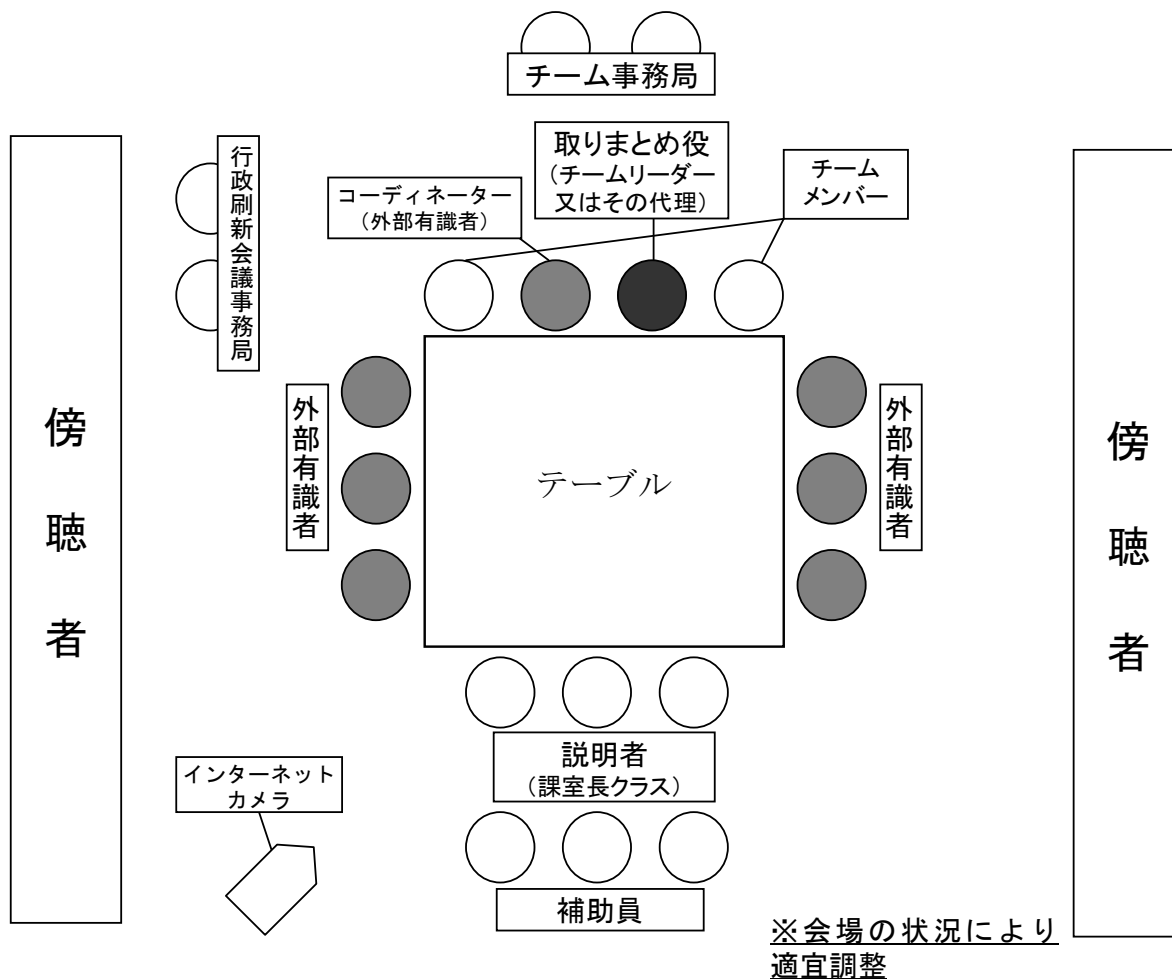 チーム事務局
行政刷新会議事務局
コーディネーター
（外部有識者）
取りまとめ役
（チームリーダー
又はその代理）
チーム
メンバー
傍聴者
外部有識者
テーブル
外部有識者
傍聴者
説明者
（課室長クラス）
インターネット
カメラ
補助員
※会場の状況により
適宜調整